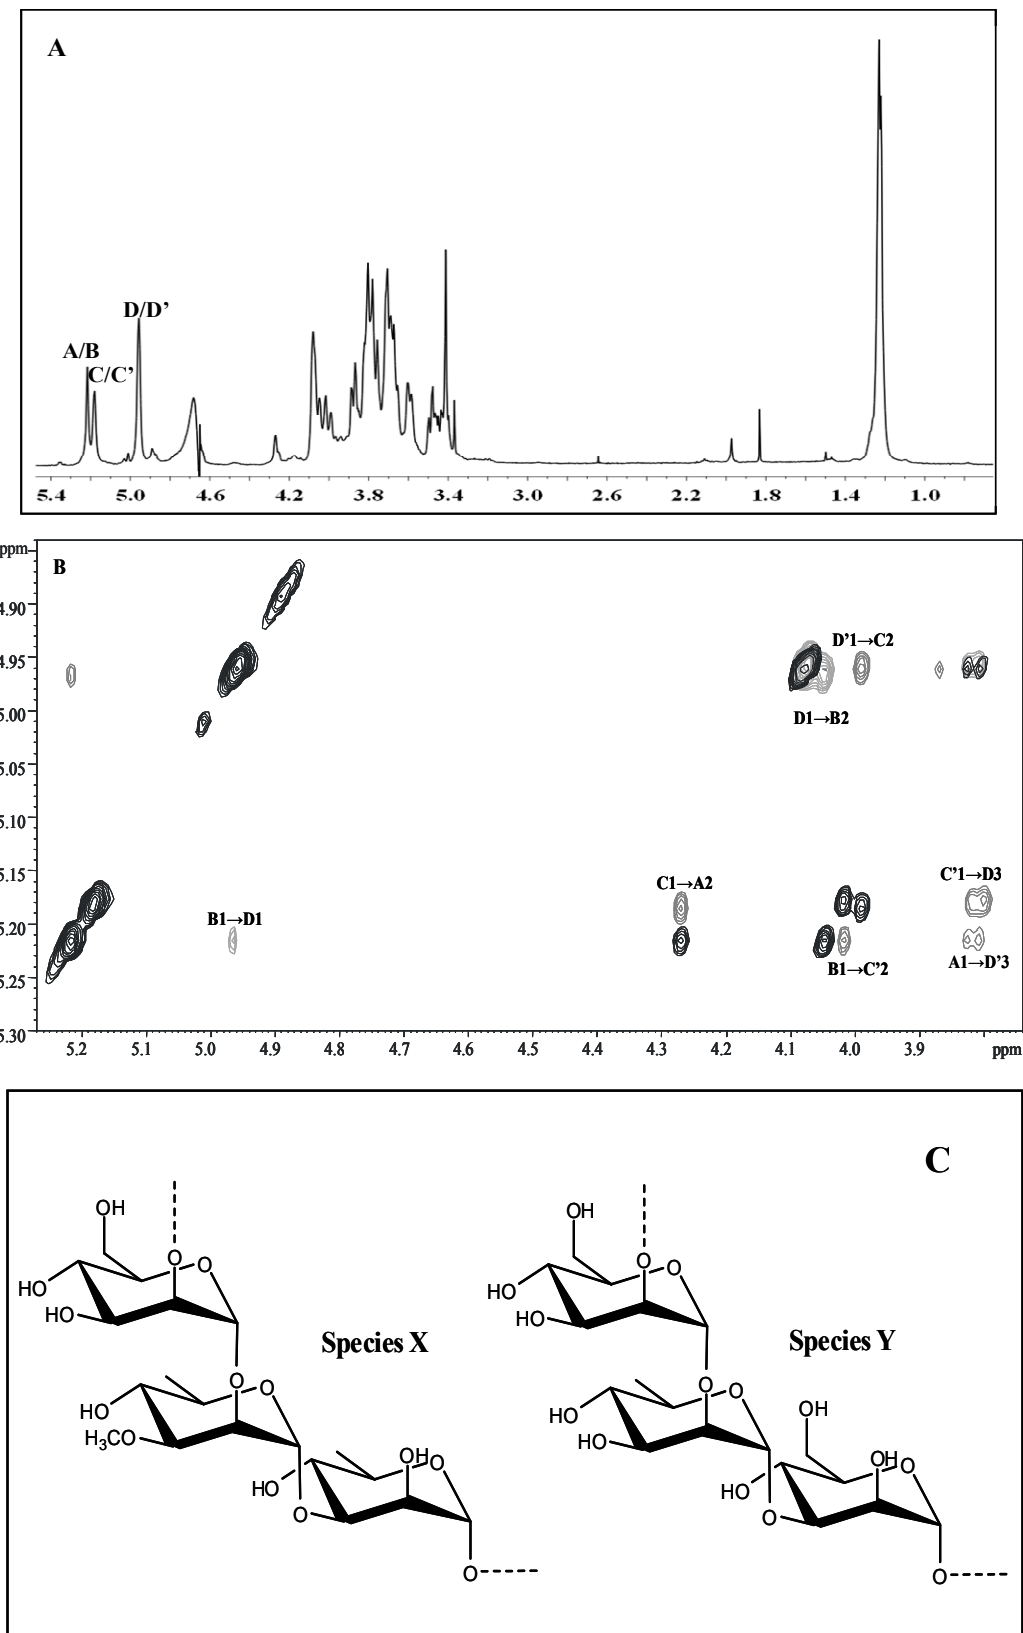 A
D/D’
A/B
C/C’
5.4 5.0 4.6 4.2 3.8 3.4 3.0 2.6 2.2 1.8 1.4 1.0
ppm
B
4.90
D’1→C2
4.95
5.00
D1→B2
5.05
5.10
5.15
C’1→D3
C1→A2
5.20
B1→D1
B1→C’2
A1→D’3
5.25
5.30
5.2 5.1 5.0 4.9 4.8 4.7 4.6 4.5 4.4 4.3 4.2 4.1 4.0 3.9 ppm
C
OH OH
O O O O
HO HO
HO HO
Species X Species Y
O O O O
HO HO OH
H₃CO HO
OH O OH O
HO HO
O O
O O